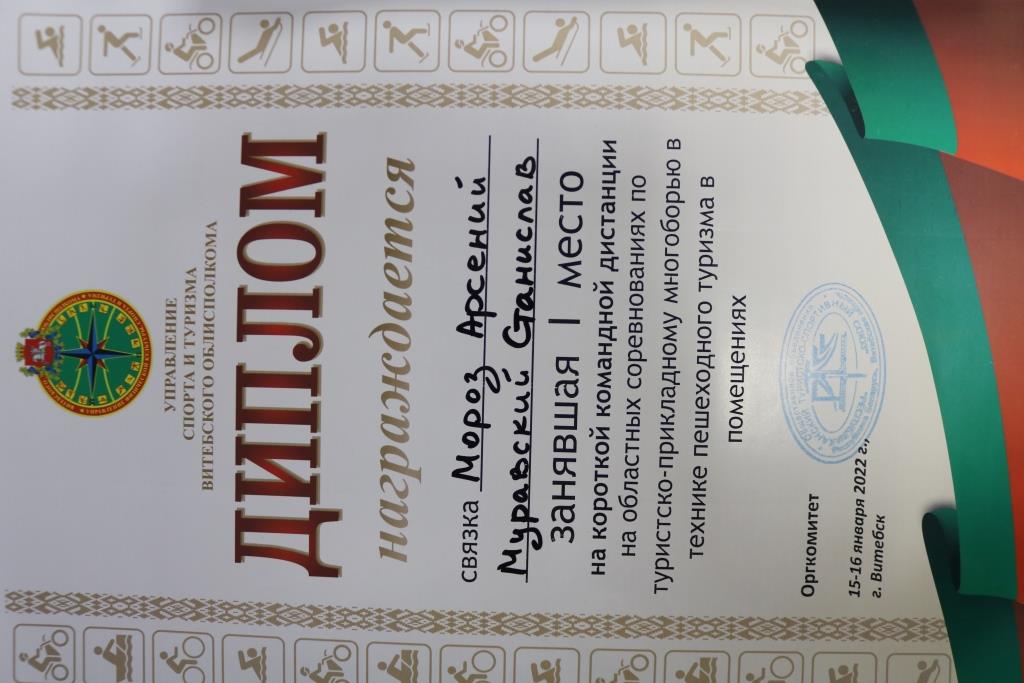 УПРАВЛЕНИЕ
СПОРТА И ТУРИЗМА
ВИТЕБСКОГО ОБЛИСПОЛКОМА
ДИПЛОМ
награждается
связка Мороз Арсений
Муравский Станислав
занявшая I место
на короткой командной дистанции
на областных соревнованиях по
туристско-прикладному многоборью в
технике пешеходного туризма в
помещениях
Оргкомитет
15-16 января 2022 г.,
г. Витебск